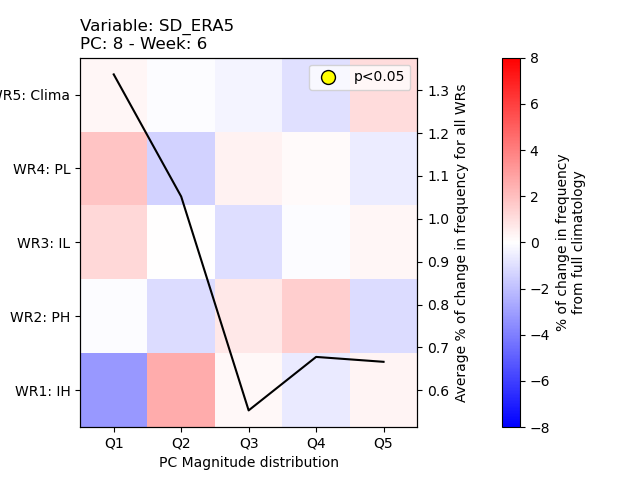 Variable: SD_ERA5
PC: 8 - Week: 6
p<0.05
WR5: Clima
WR4: PL
WR3: IL
WR2: PH
WR1: IH
Q1 Q2 Q3 Q4 Q5
PC Magnitude distribution
1.3
1.2
1.1
1.0
0.9
0.8
0.7
0.6
Average % of change in frequency for all WRs
8
6
4
2
0
−2
−4
−6
−8
% of change in frequency
from full climatology